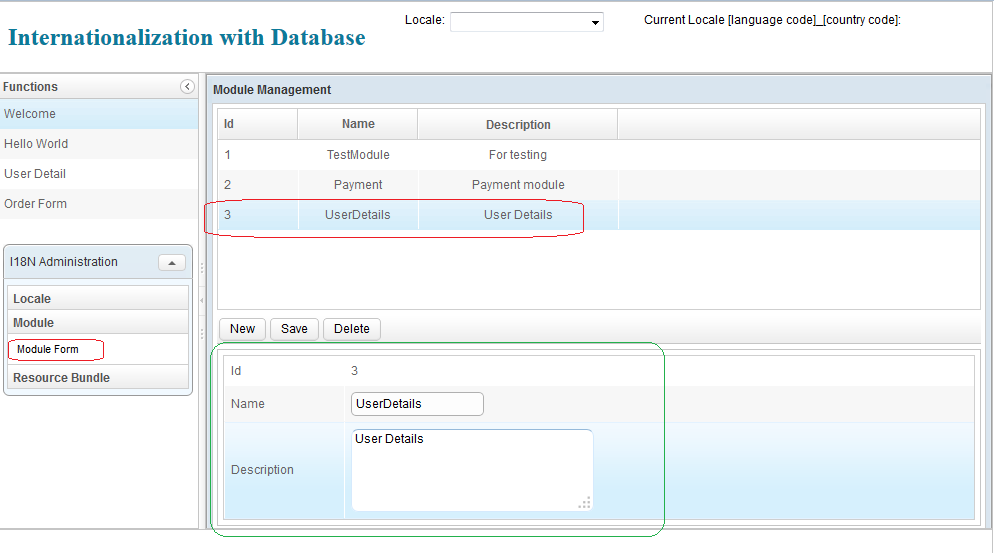 Locale:
Current Locale [language code]_[country code]:
Internationalization with Database
Functions
Welcome
Hello World
User Detail
Order Form
I18N Administration
Locale
Module
Module Form
Resource Bundle
Module Management
Id Name Description
1 TestModule For testing
2 Payment Payment module
3 UserDetails User Details
New Save Delete
Id 3
Name UserDetails
Description User Details